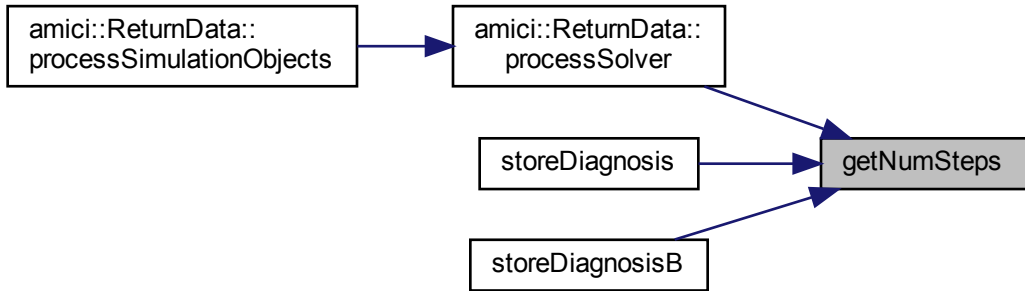 amici::ReturnData::
processSimulationObjects
amici::ReturnData::
processSolver
getNumSteps
storeDiagnosis
storeDiagnosisB